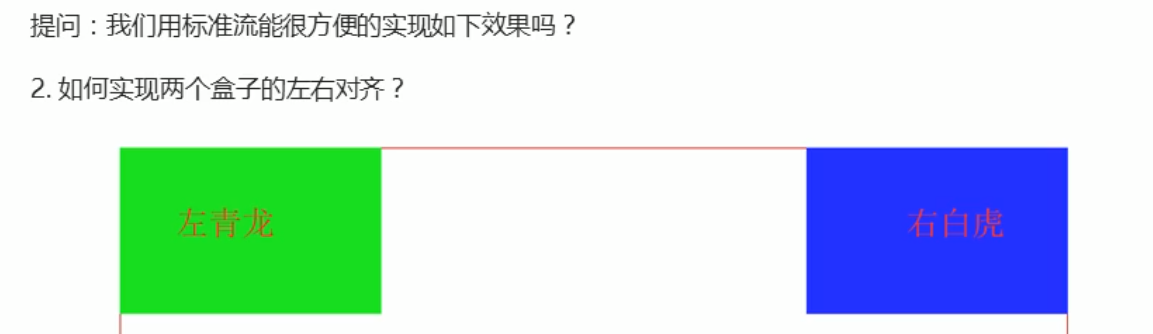 提问：我们用标准流能很方便的实现如下效果吗？
2. 如何实现两个盒子的左右对齐？
左青龙
右白虎